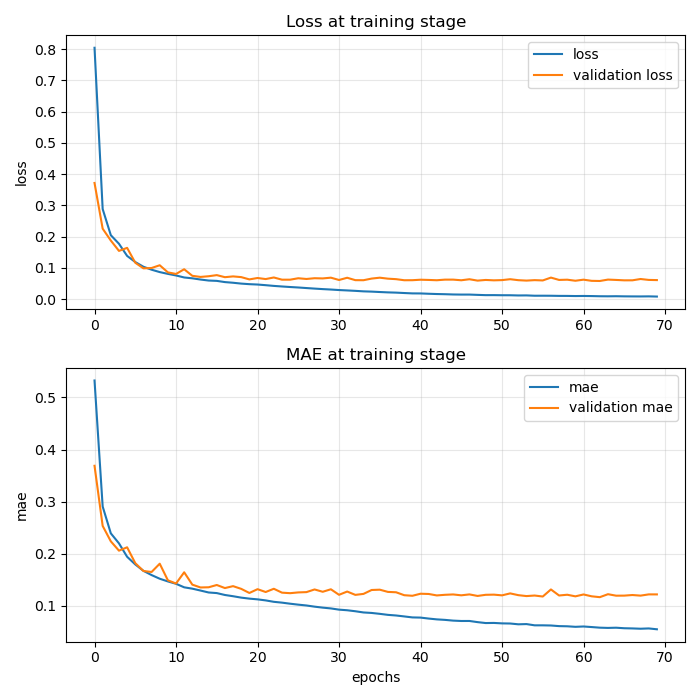 Loss at training stage
loss
validation loss
0.8
0.7
0.6
0.5
0.4
0.3
0.2
0.1
0.0
loss
0 10 20 30 40 50 60 70
MAE at training stage
mae
validation mae
0.5
0.4
0.3
0.2
0.1
mae
0 10 20 30 40 50 60 70
epochs